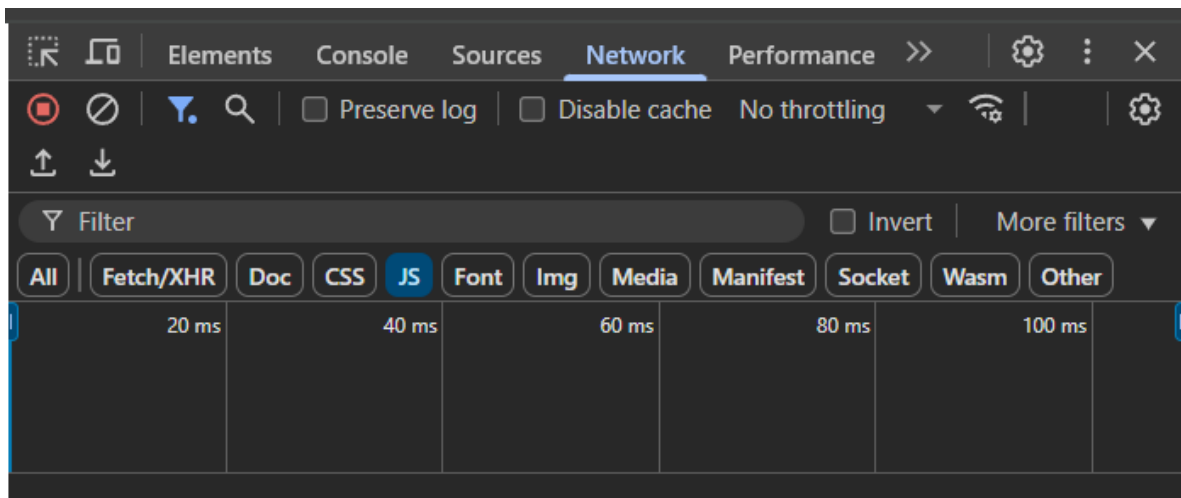 Elements Console Sources Network Performance
Preserve log Disable cache No throttling
Filter Invert More filters
All Fetch/XHR Doc CSS JS Font Img Media Manifest Socket Wasm Other
20 ms 40 ms 60 ms 80 ms 100 ms